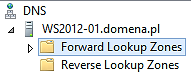 DNS
WS2012-01.domena.pl
Forward Lookup Zones
Reverse Lookup Zones